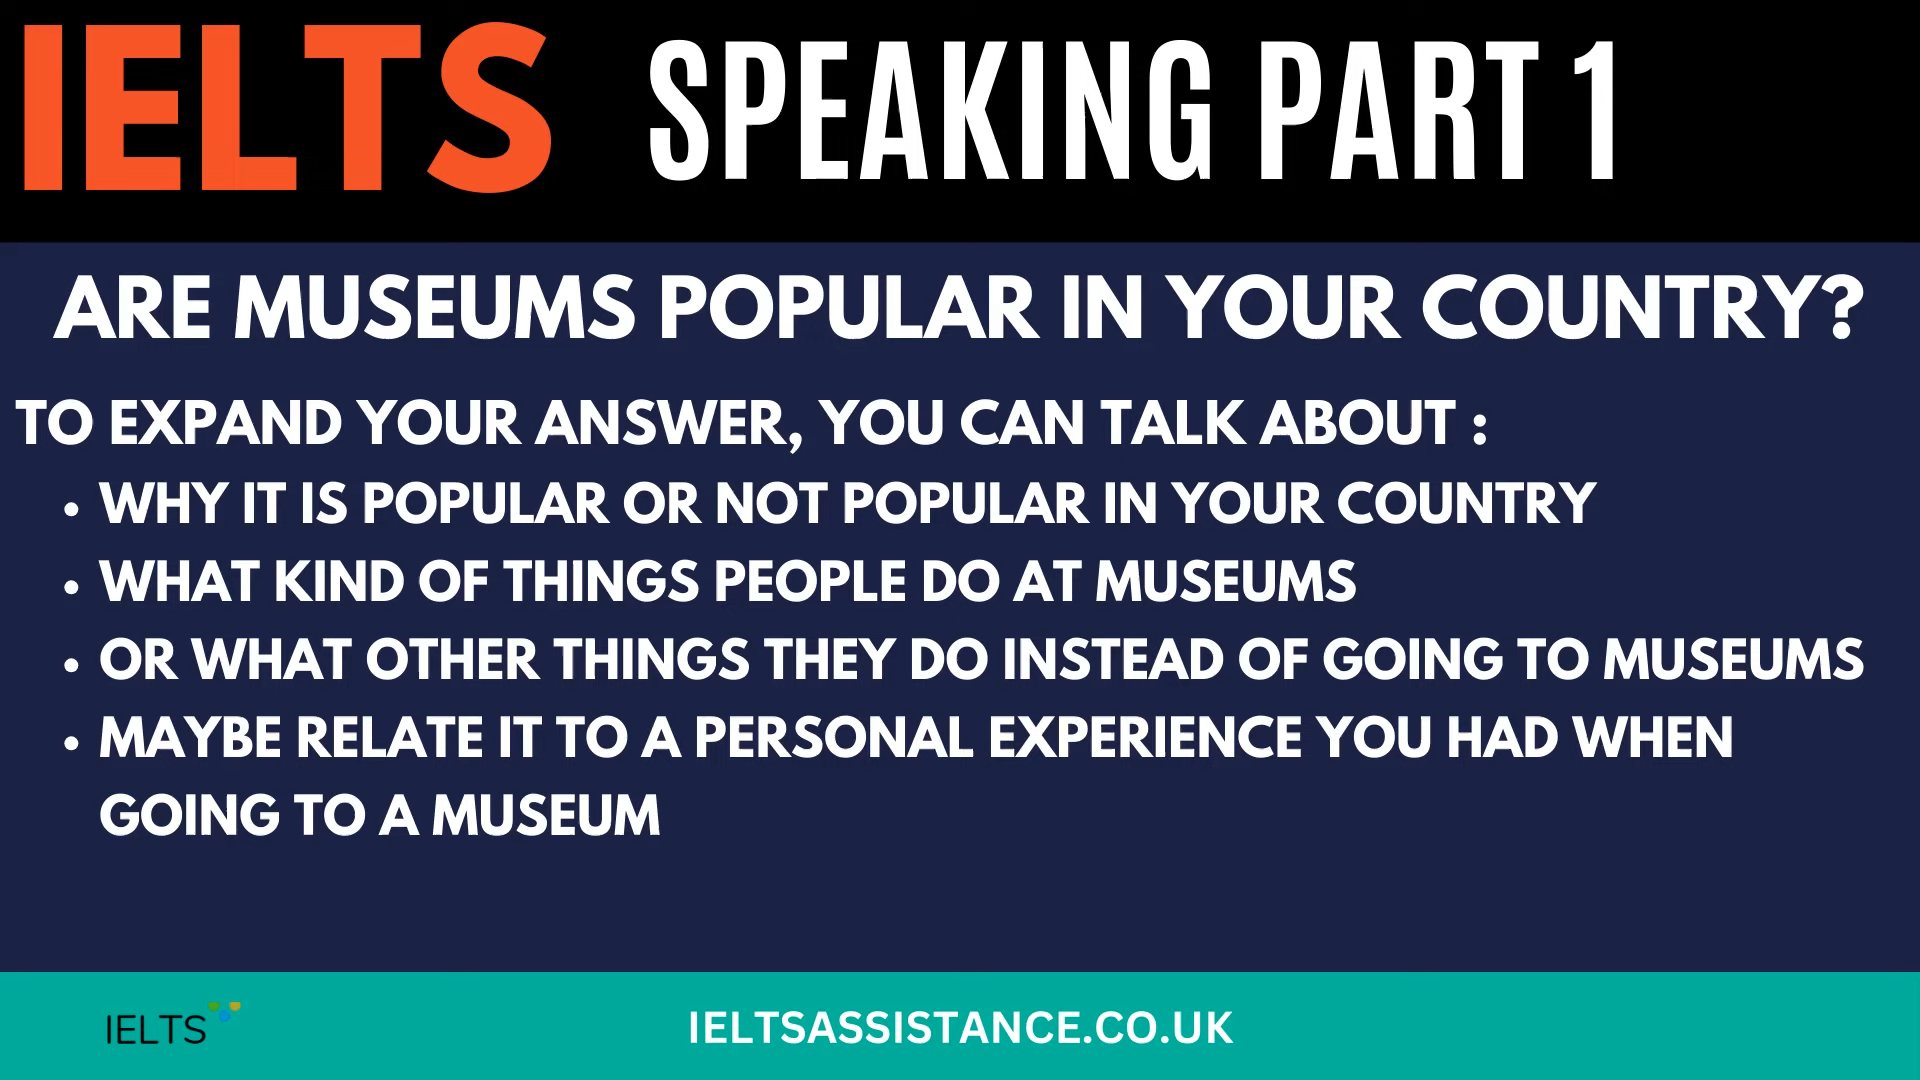 IELTS SPEAKING PART 1
ARE MUSEUMS POPULAR IN YOUR COUNTRY?
TO EXPAND YOUR ANSWER, YOU CAN TALK ABOUT :
• WHY IT IS POPULAR OR NOT POPULAR IN YOUR COUNTRY
• WHAT KIND OF THINGS PEOPLE DO AT MUSEUMS
• OR WHAT OTHER THINGS THEY DO INSTEAD OF GOING TO MUSEUMS
• MAYBE RELATE IT TO A PERSONAL EXPERIENCE YOU HAD WHEN
GOING TO A MUSEUM
IELTS
IELTSASSISTANCE.CO.UK